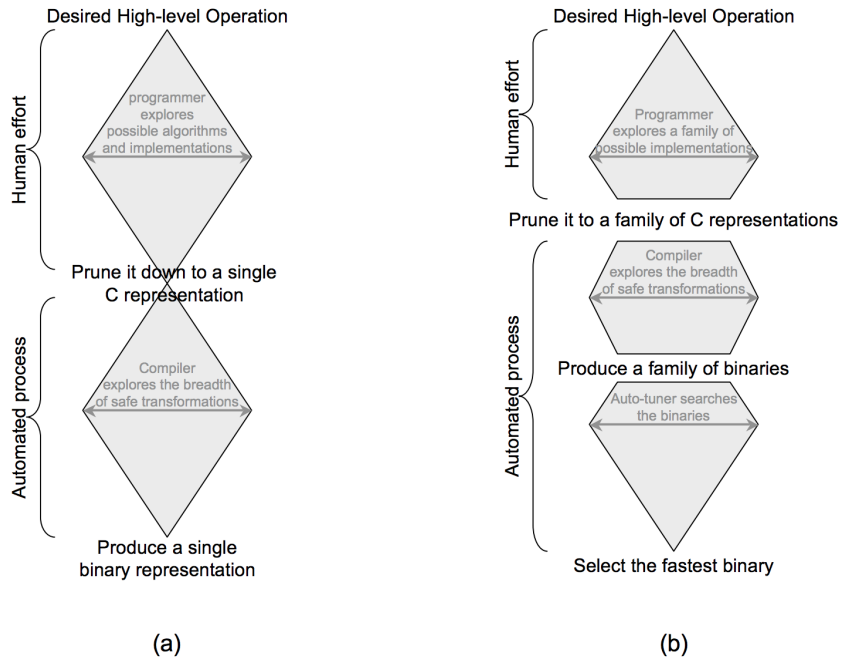 Desired High-level Operation
Human effort
programmer
explores
possible algorithms
and implementations
Prune it down to a single
C representation
Automated process
Compiler
explores the breadth
of safe transformations
Produce a single
binary representation
(a)
Desired High-level Operation
Human effort
Programmer
explores a family of
possible implementations
Prune it to a family of C representations
Automated process
Compiler
explores the breadth
of safe transformations
Produce a family of binaries
Auto-tuner searches
the binaries
Select the fastest binary
(b)